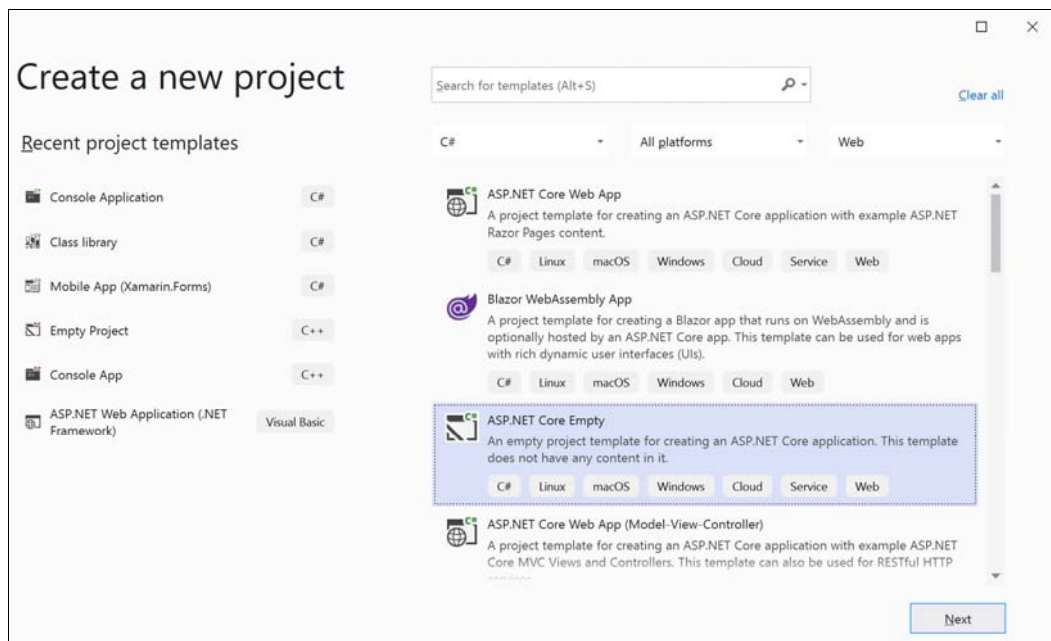 Create a new project
Search for templates (Alt+S)
Clear all
Recent project templates
C#
All platforms
Web
Console Application
C#
Class library
C#
Mobile App (Xamarin.Forms)
C#
Empty Project
C++
Console App
C++
ASP.NET Web Application (.NET
Framework)
Visual Basic
ASP.NET Core Web App
A project template for creating an ASP.NET Core application with example ASP.NET
Razor Pages content.
C# Linux macOS Windows Cloud Service Web
Blazor WebAssembly App
A project template for creating a Blazor app that runs on WebAssembly and is
optionally hosted by an ASP.NET Core app. This template can be used for web apps
with rich dynamic user interfaces (UIs).
C# Linux macOS Windows Cloud Web
ASP.NET Core Empty
An empty project template for creating an ASP.NET Core application. This template
does not have any content in it.
C# Linux macOS Windows Cloud Service Web
ASP.NET Core Web App (Model-View-Controller)
A project template for creating an ASP.NET Core application with example ASP.NET
Core MVC Views and Controllers. This template can also be used for RESTful HTTP
Next